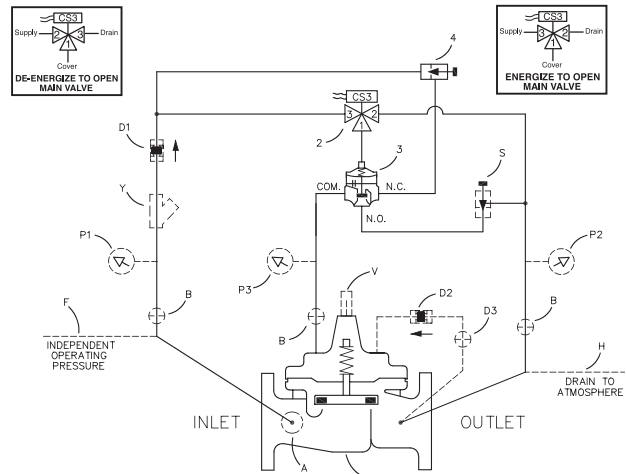 CS3
Supply
2
3
Drain
1
Cover
DE-ENERGIZE TO OPEN
MAIN VALVE
CS3
Supply
3
2
Drain
1
Cover
ENERGIZE TO OPEN
MAIN VALVE
4
CS3
3
2
1
2
D1
3
S
COM.
N.C.
Y
N.O.
P1
P3
V
P2
D2
D3
B
B
B
F
H
INDEPENDENT
OPERATING
PRESSURE
DRAIN TO
ATMOSPHERE
INLET
OUTLET
A